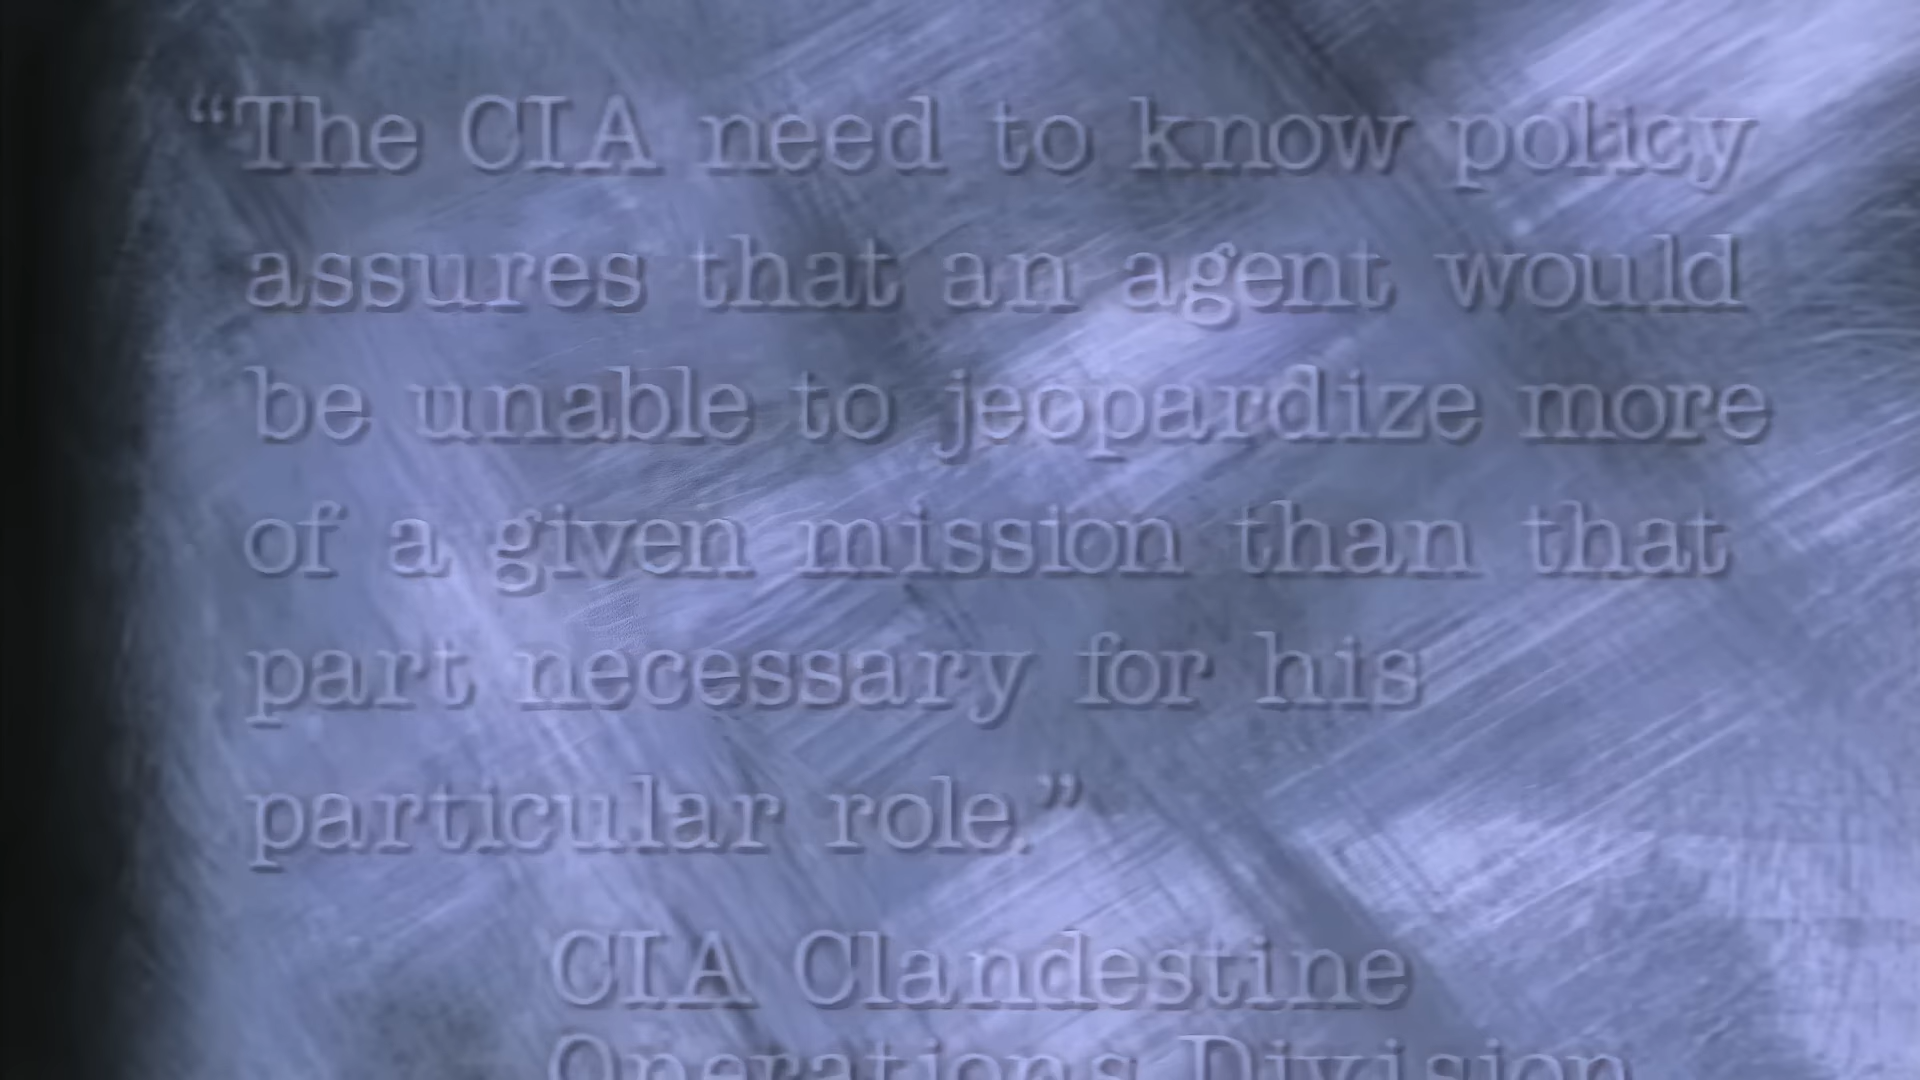 “The CIA need to know policy
assures that an agent would
be unable to jeopardize more
of a given mission than that
part necessary for his
particular role.”
CIA Clandestine
Operations Division